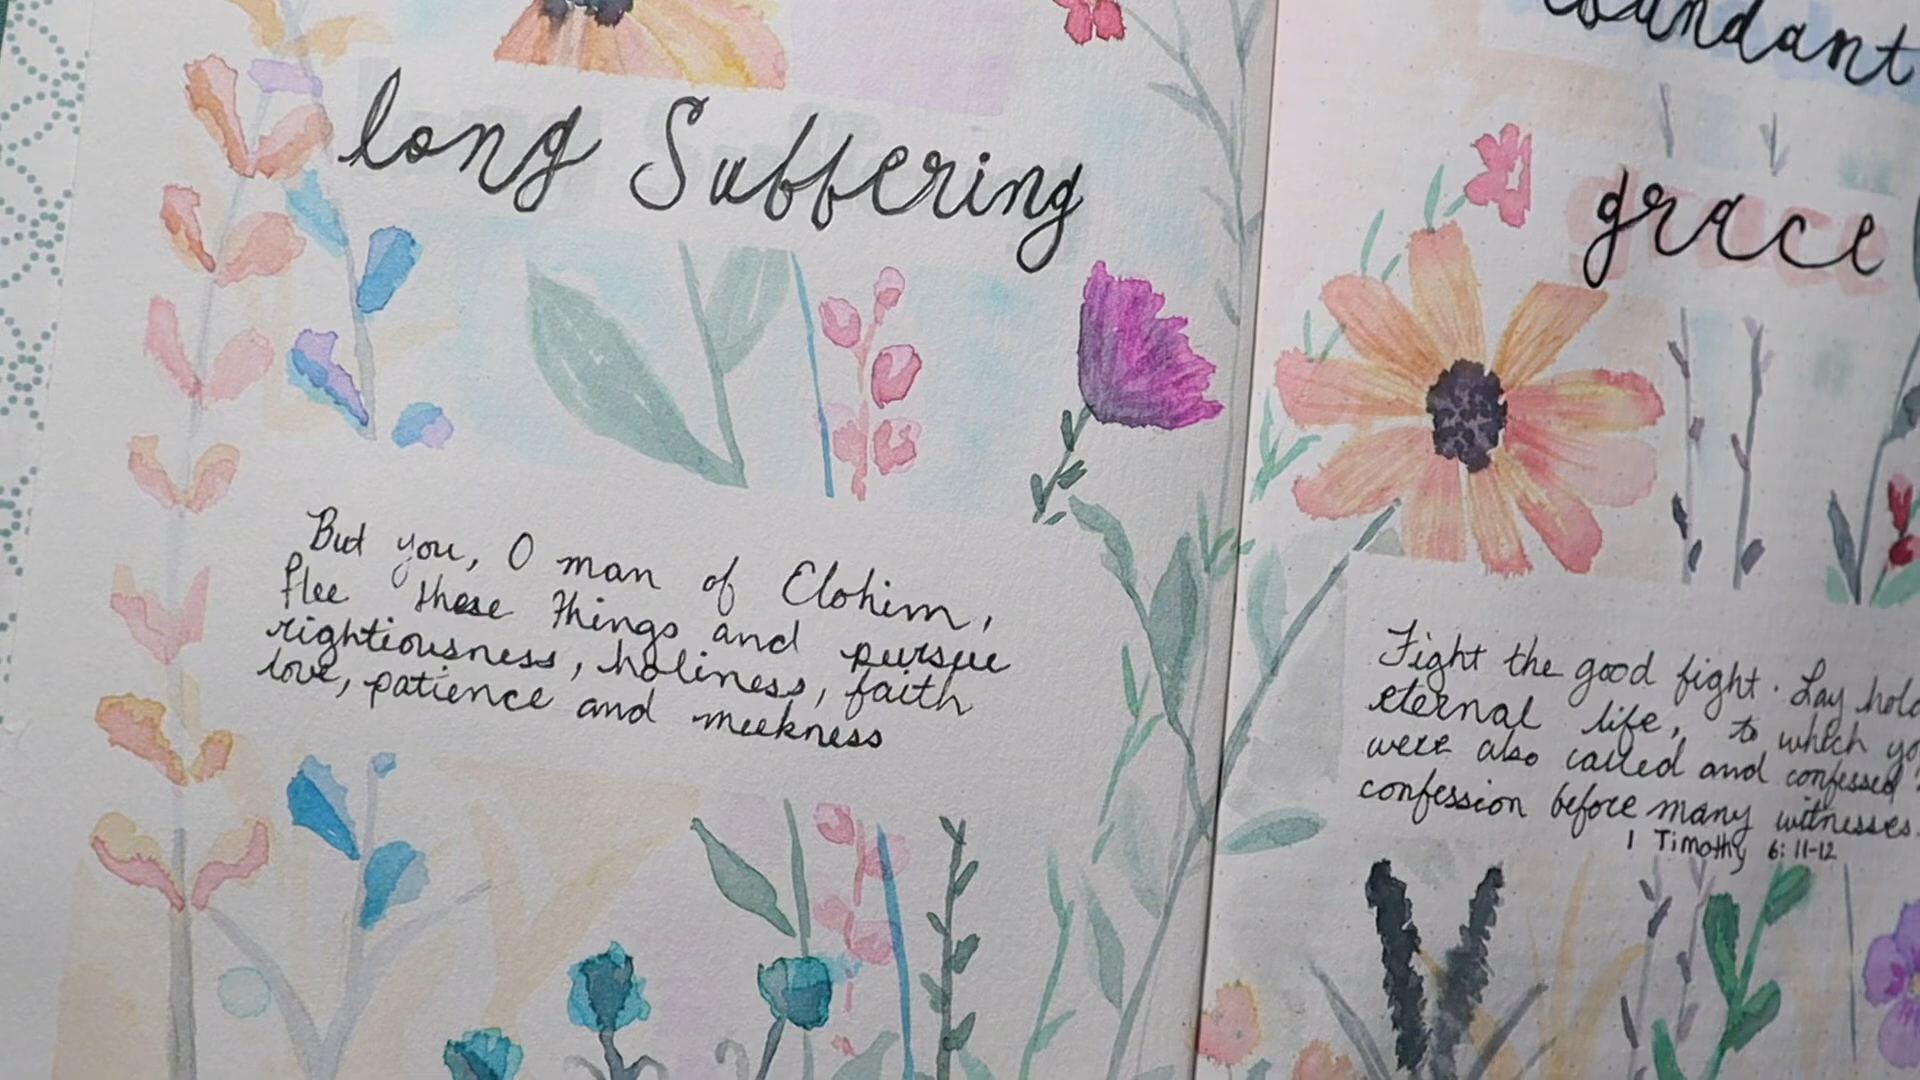 long Suffering
But you, O man of Elohim,
flee these things and pursue
rightiousness, holiness, faith
love, patience and meekness
grace
Fight the good fight. Lay hold
eternal life, to which
were also called and confessed
confession before many witnesses.
1 Timothy 6:11-12